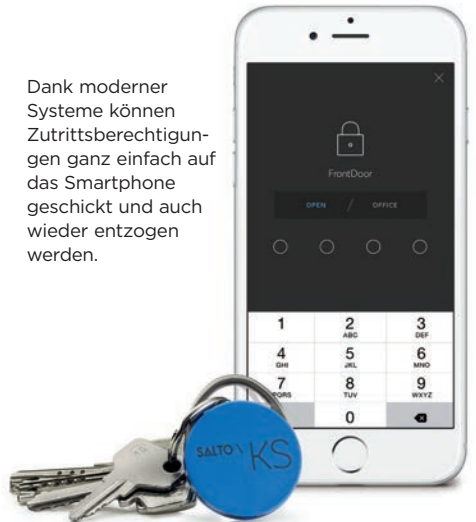 Dank moderner
Systeme können
Zutrittsberechtigun-
gen ganz einfach auf
das Smartphone
geschickt und auch
wieder entzogen
werden.
FrontDoor
OPEN / OFFICE
1 2 3
ABC DEF
4 5 6
GHI JKL MNO
7 8 9
PQRS TUV WXYZ
0
SALTO KS